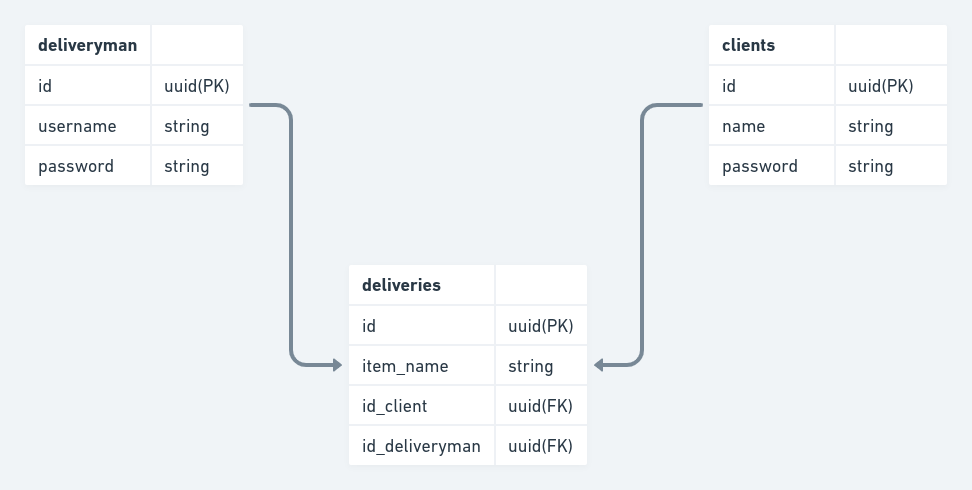 deliveryman
id uuid(PK)
username string
password string
clients
id uuid(PK)
name string
password string
deliveries
id uuid(PK)
item_name string
id_client uuid(FK)
id_deliveryman uuid(FK)